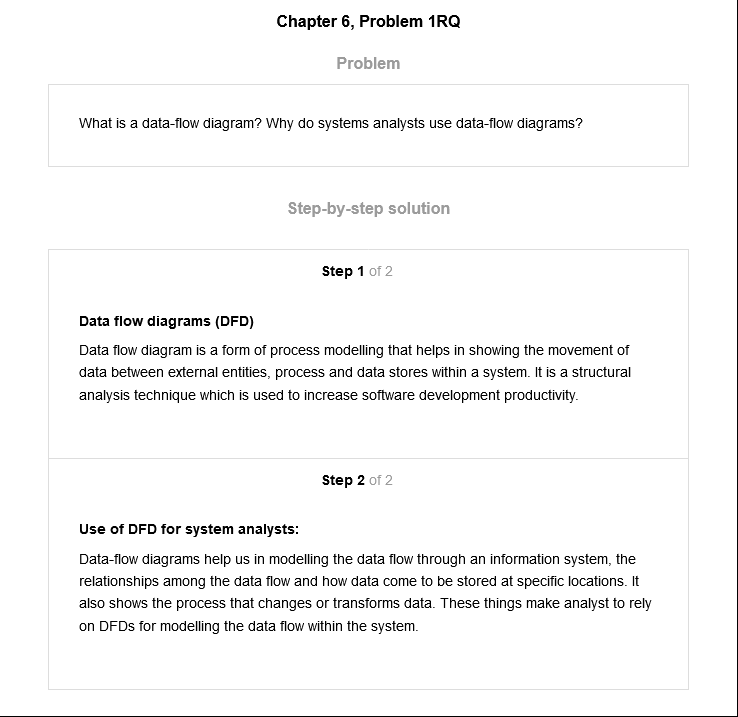 Chapter 6, Problem 1RQ
Problem
What is a data-flow diagram? Why do systems analysts use data-flow diagrams?
Step-by-step solution
Step 1 of 2
Data flow diagrams (DFD)
Data flow diagram is a form of process modelling that helps in showing the movement of
data between external entities, process and data stores within a system. It is a structural
analysis technique which is used to increase software development productivity.
Step 2 of 2
Use of DFD for system analysts:
Data-flow diagrams help us in modelling the data flow through an information system, the
relationships among the data flow and how data come to be stored at specific locations. It
also shows the process that changes or transforms data. These things make analyst to rely
on DFDs for modelling the data flow within the system.